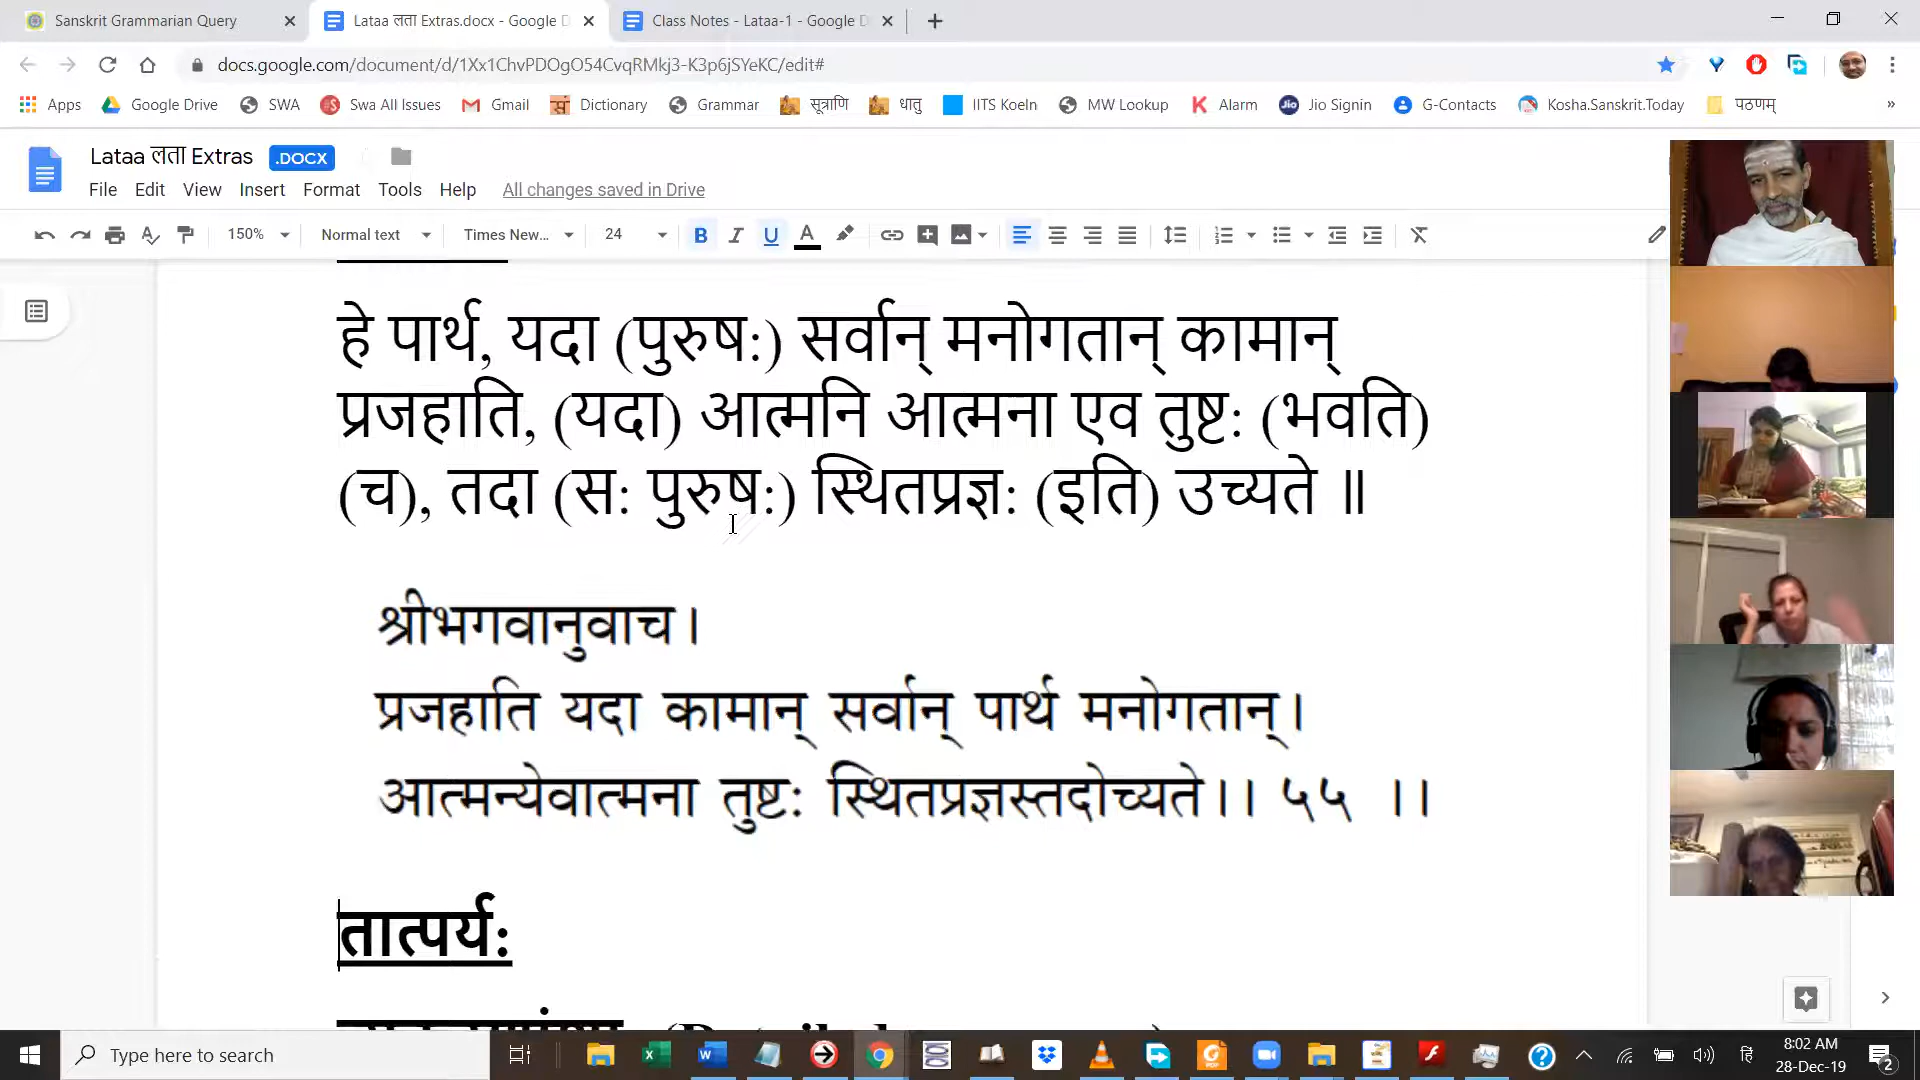 Sanskrit Grammarian Query
Lataa लता Extras.docx - Google D
Class Notes - Lataa-1 - Google D
docs.google.com/document/d/1Xx1ChvPDOgO54CvqRMkj3-K3p6jSYeKC/edit#
Apps Google Drive SWA Swa All Issues Gmail Dictionary Grammar सूत्राणि धातु IITS Koeln MW Lookup Alarm Jio Signin G-Contacts Kosha.Sanskrit.Today पठणम् »
Lataa लता Extras .DOCX
File Edit View Insert Format Tools Help All changes saved in Drive
150% Normal text Times New... 24 B I U A
हे पार्थ, यदा (पुरुषः) सर्वान् मनोगतान् कामान्
प्रजहाति, (यदा) आत्मनि आत्मना एव तुष्टः (भवति)
(च), तदा (सः पुरुषः) स्थितप्रज्ञः (इति) उच्यते ॥
श्रीभगवानुवाच।
प्रजहाति यदा कामान् सर्वान् पार्थ मनोगतान्।
आत्मन्येवात्मना तुष्टः स्थितप्रज्ञस्तदोच्यते।। ५५ ।।
तात्पर्यः
Type here to search
हि
8:02 AM
28-Dec-19
2